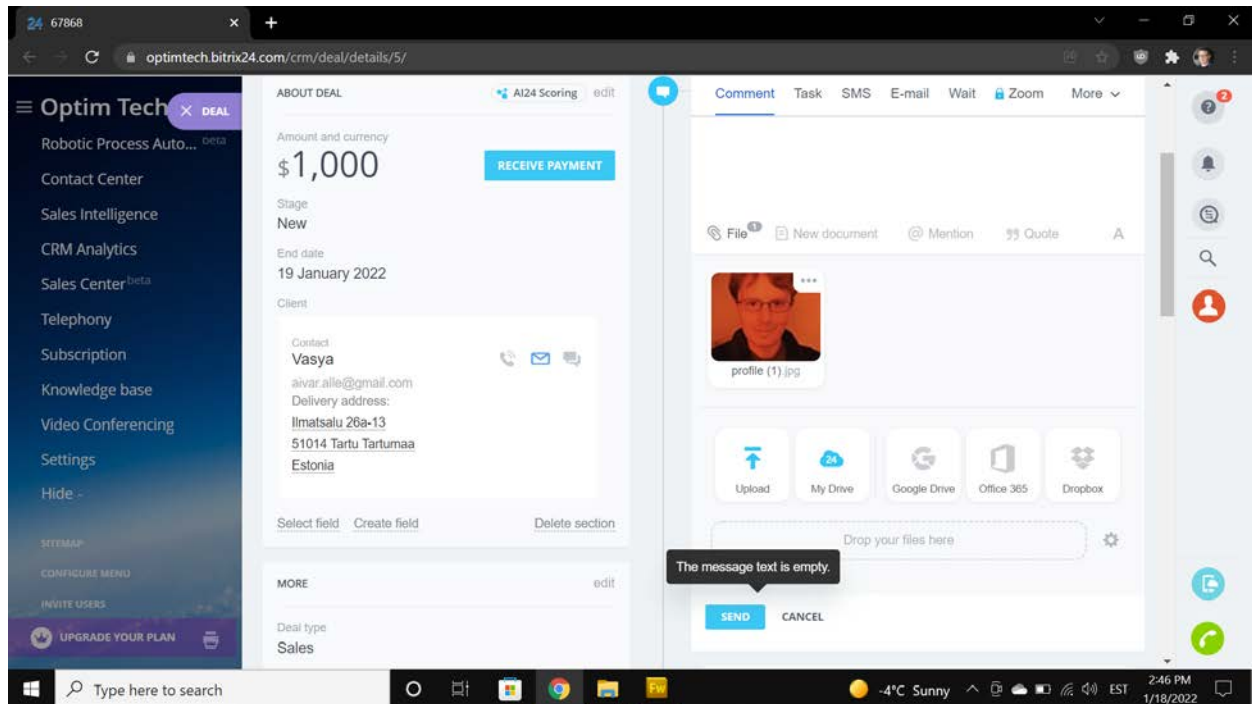 24 67868
optimtech.bitrix24.com/crm/deal/details/5/
Optim Tech
DEAL
Robotic Process Auto... beta
Contact Center
Sales Intelligence
CRM Analytics
Sales Center beta
Telephony
Subscription
Knowledge base
Video Conferencing
Settings
Hide -
SITEMAP
CONFIGURE MENU
INVITE USERS
UPGRADE YOUR PLAN
ABOUT DEAL
AI24 Scoring
edit
Amount and currency
$1,000
RECEIVE PAYMENT
Stage
New
End date
19 January 2022
Client
Contact
Vasya
aivar.alle@gmail.com
Delivery address:
Ilmatsalu 26a-13
51014 Tartu Tartumaa
Estonia
Select field Create field Delete section
MORE
edit
Deal type
Sales
Comment Task SMS E-mail Wait Zoom More
File 1 New document @ Mention Quote A
profile (1).jpg
24
Upload My Drive Google Drive Office 365 Dropbox
Drop your files here
The message text is empty.
SEND CANCEL
2
Type here to search
Fw
-4°C Sunny
EST
2:46 PM
1/18/2022